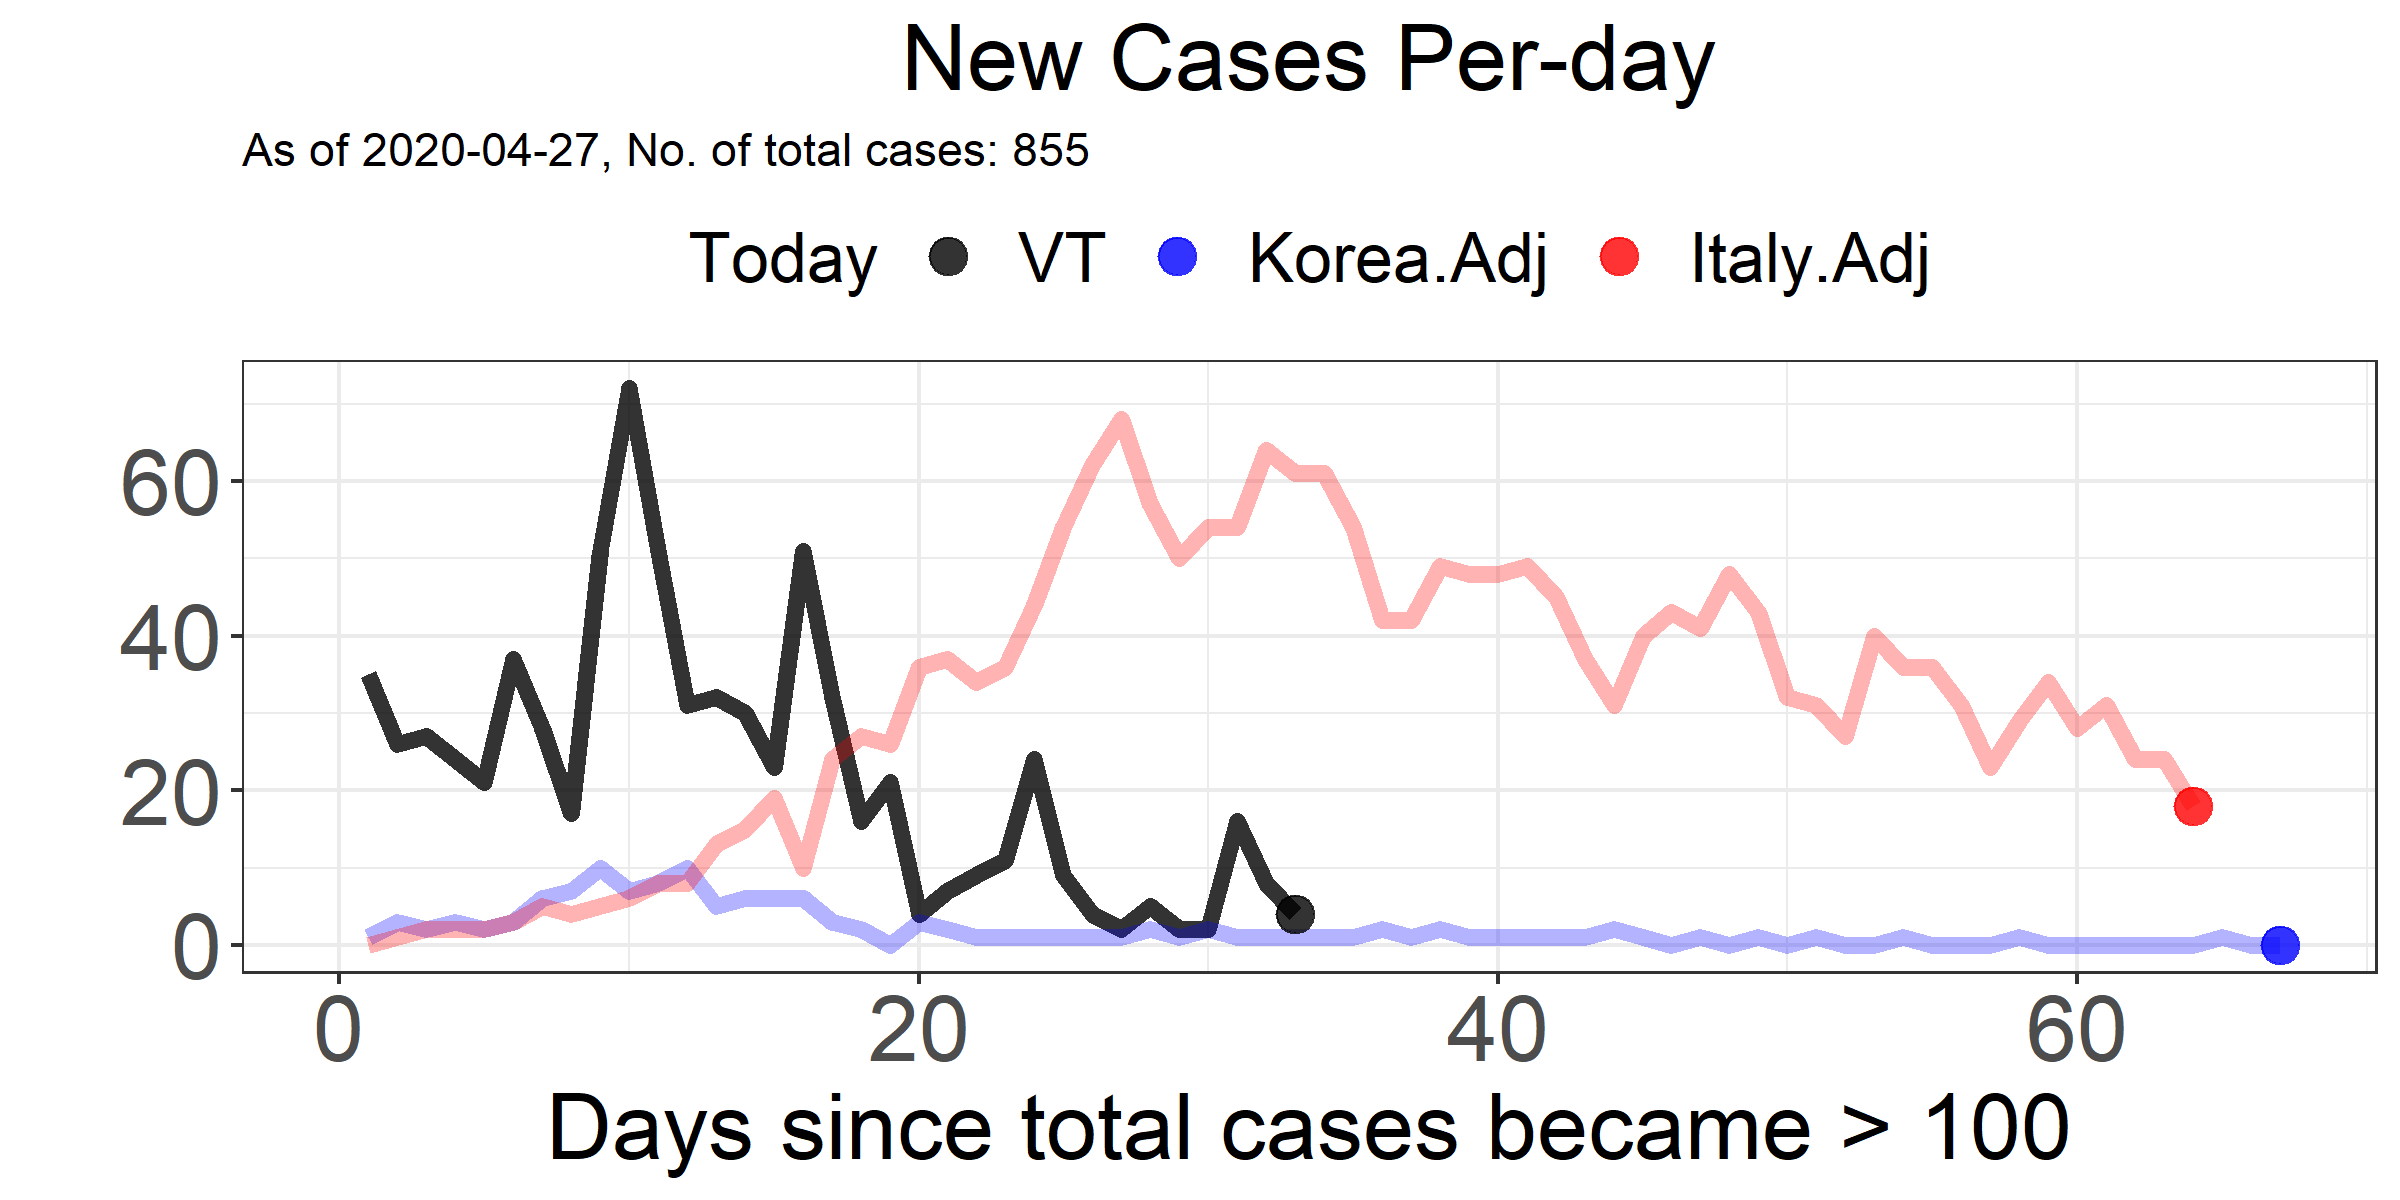 New Cases Per-day
As of 2020-04-27, No. of total cases: 855
Today VT Korea.Adj Italy.Adj
60
40
20
0
0 20 40 60
Days since total cases became > 100